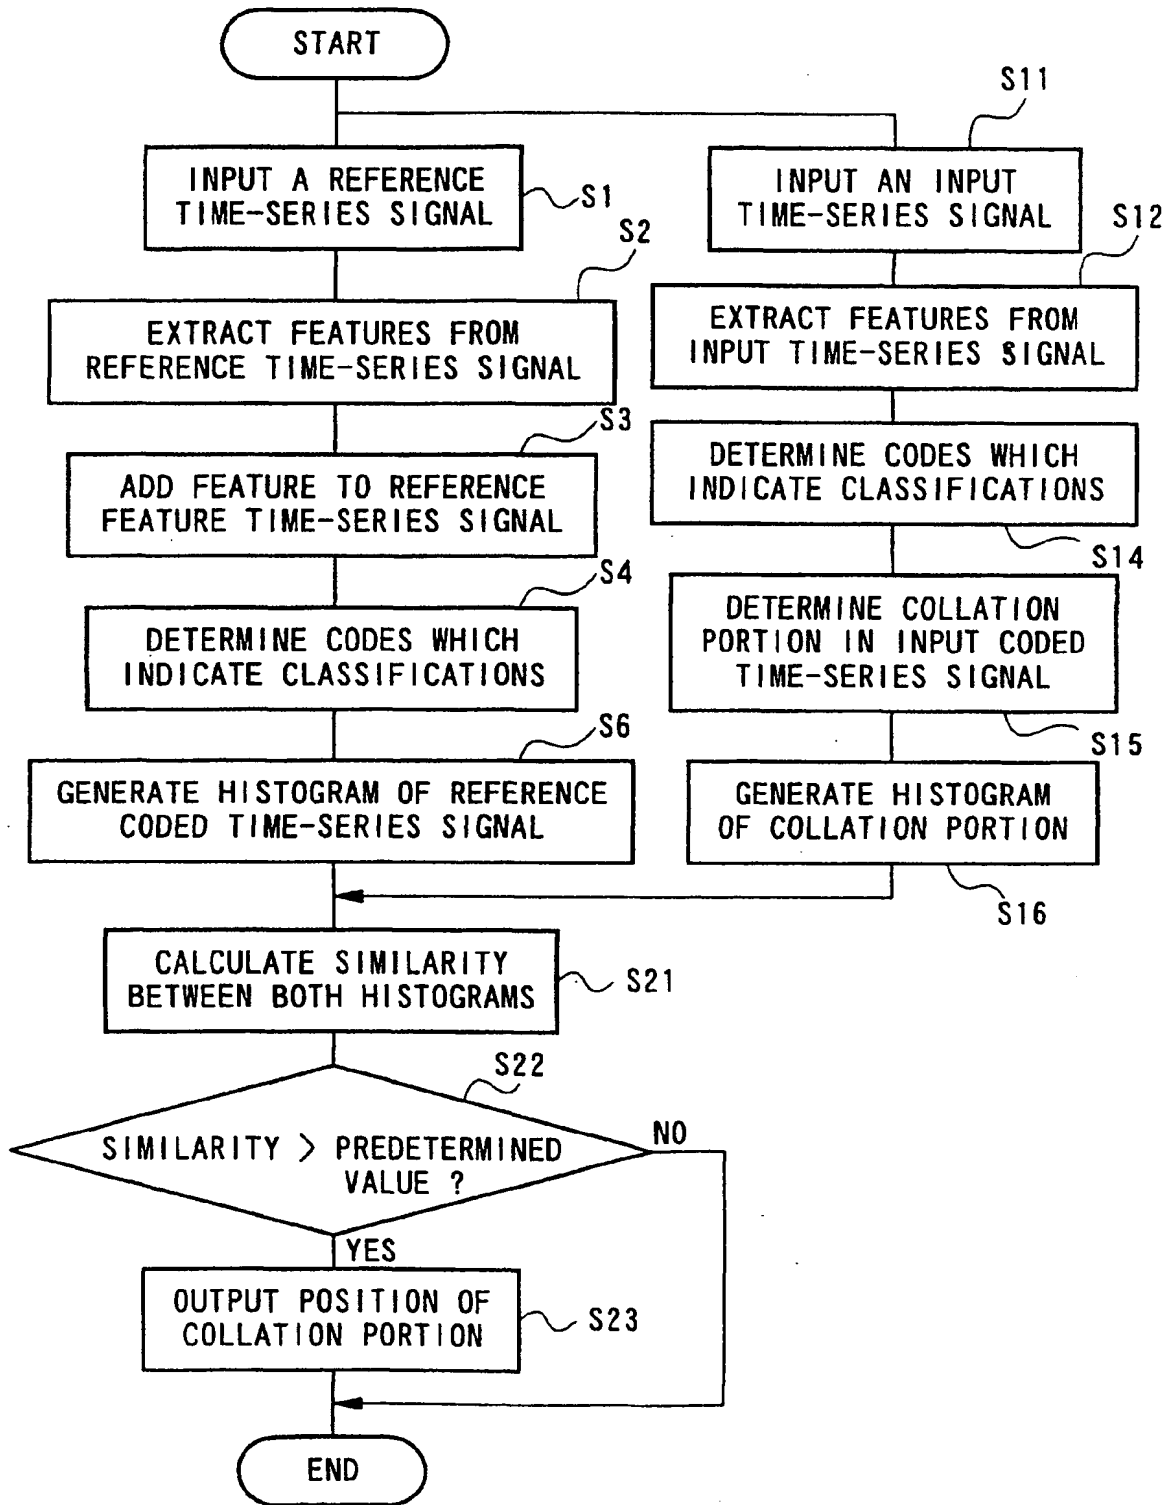 START
INPUT A REFERENCE
TIME-SERIES SIGNAL
S1
S2
EXTRACT FEATURES FROM
REFERENCE TIME-SERIES SIGNAL
S3
ADD FEATURE TO REFERENCE
FEATURE TIME-SERIES SIGNAL
S4
DETERMINE CODES WHICH
INDICATE CLASSIFICATIONS
S6
GENERATE HISTOGRAM OF REFERENCE
CODED TIME-SERIES SIGNAL
S11
INPUT AN INPUT
TIME-SERIES SIGNAL
S12
EXTRACT FEATURES FROM
INPUT TIME-SERIES SIGNAL
DETERMINE CODES WHICH
INDICATE CLASSIFICATIONS
S14
DETERMINE COLLATION
PORTION IN INPUT CODED
TIME-SERIES SIGNAL
S15
GENERATE HISTOGRAM
OF COLLATION PORTION
S16
CALCULATE SIMILARITY
BETWEEN BOTH HISTOGRAMS
S21
S22
SIMILARITY > PREDETERMINED
VALUE ?
NO
YES
OUTPUT POSITION OF
COLLATION PORTION
S23
END